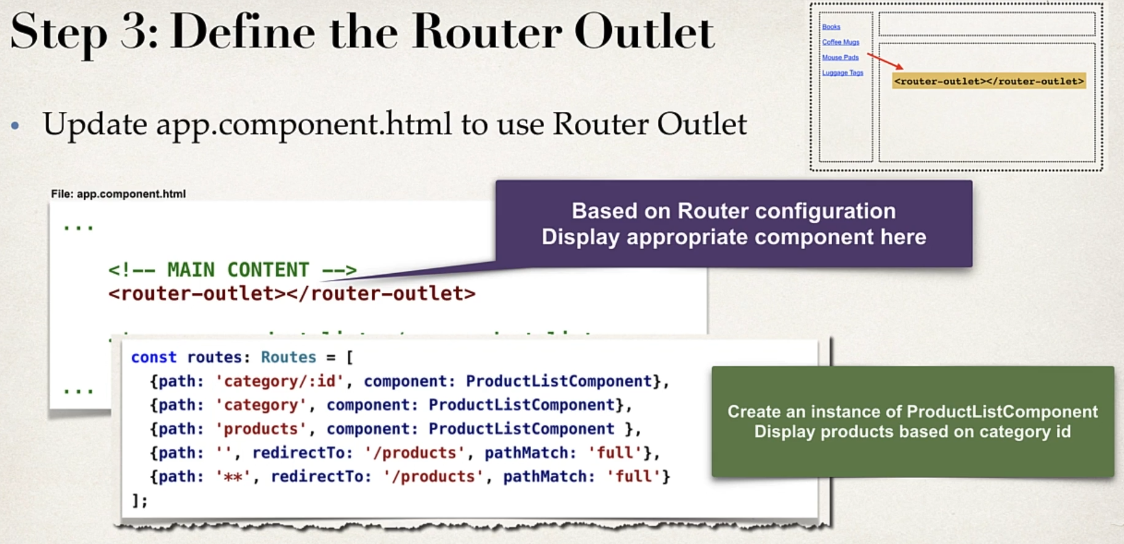 Step 3: Define the Router Outlet
Books
Coffee Mugs
Mouse Pads
Luggage Tags
<router-outlet></router-outlet>
• Update app.component.html to use Router Outlet
File: app.component.html
...
Based on Router configuration
Display appropriate component here
<!-- MAIN CONTENT -->
<router-outlet></router-outlet>
...
const routes: Routes = [
{path: 'category/:id', component: ProductListComponent},
{path: 'category', component: ProductListComponent},
{path: 'products', component: ProductListComponent },
{path: '', redirectTo: '/products', pathMatch: 'full'},
{path: '**', redirectTo: '/products', pathMatch: 'full'}
];
Create an instance of ProductListComponent
Display products based on category id